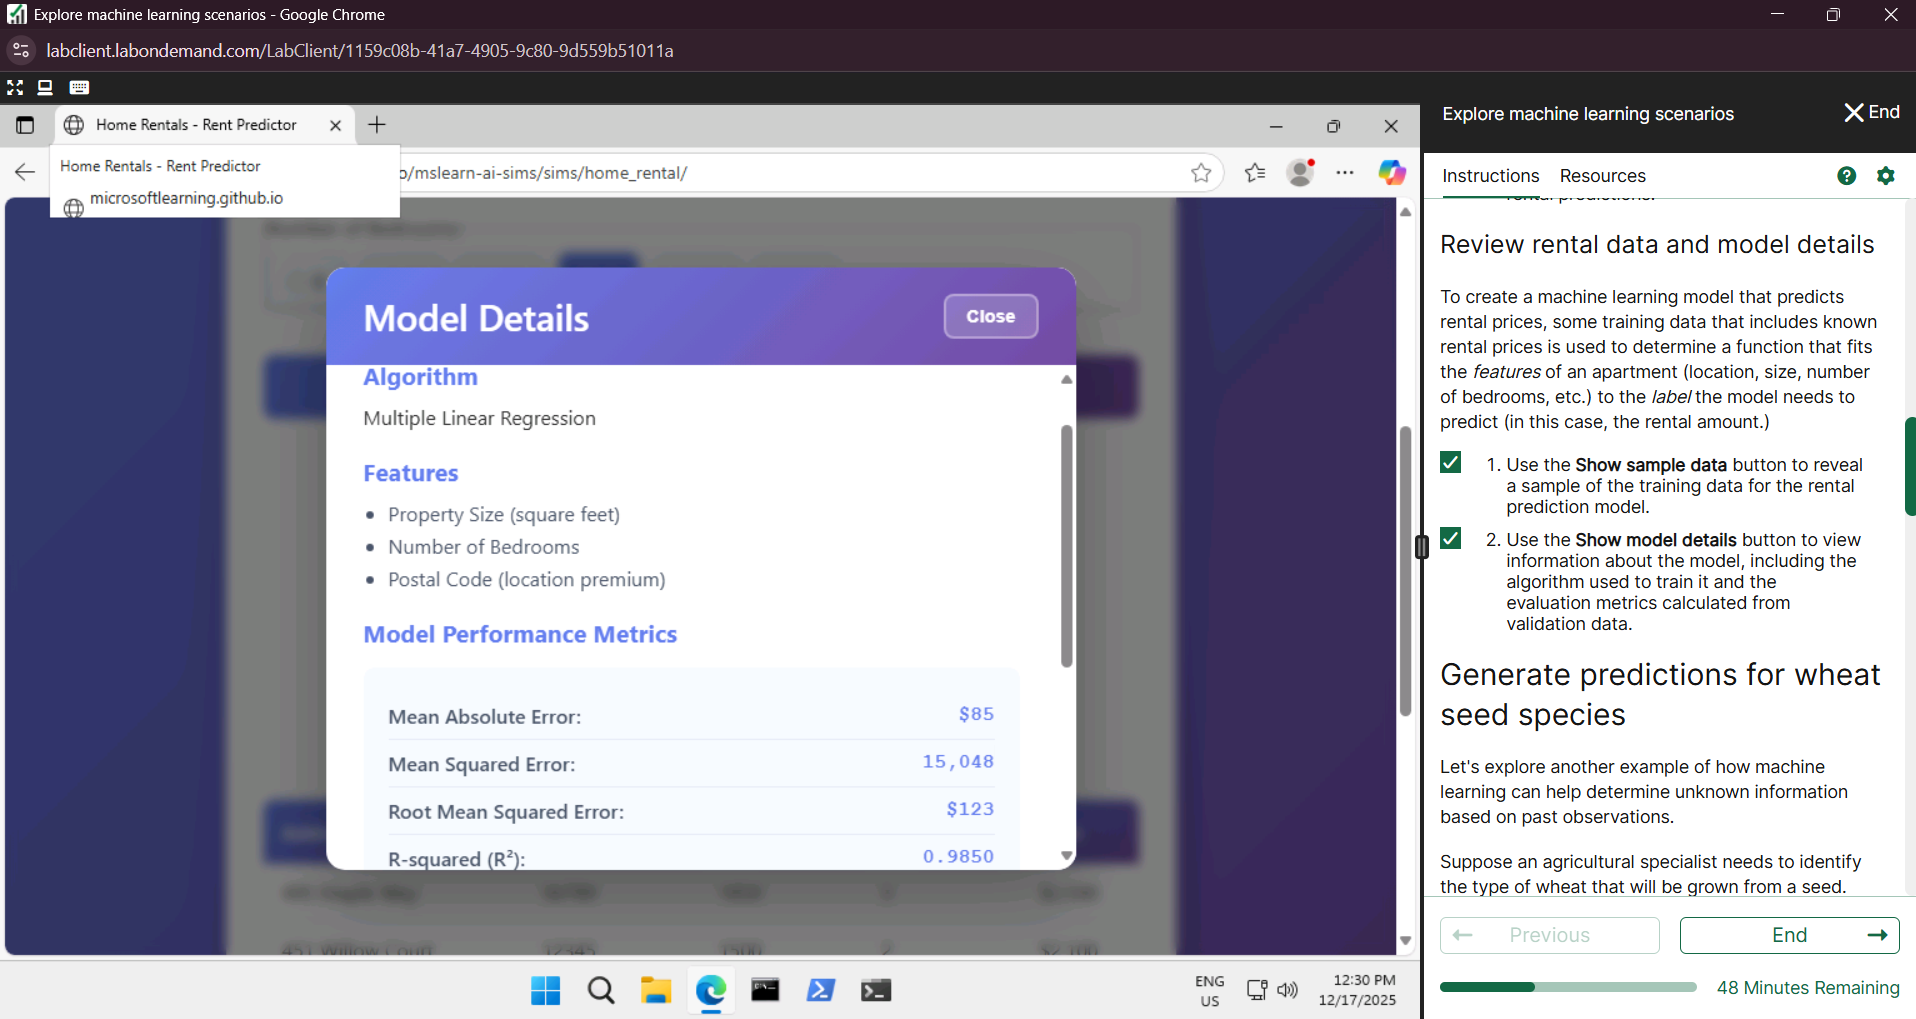 Explore machine learning scenarios - Google Chrome
labclient.labondemand.com/LabClient/1159c08b-41a7-4905-9c80-9d559b51011a
Home Rentals - Rent Predictor
Home Rentals - Rent Predictor
microsoftlearning.github.io
o/mslearn-ai-sims/sims/home_rental/
Model Details
Close
Algorithm
Multiple Linear Regression
Features
• Property Size (square feet)
• Number of Bedrooms
• Postal Code (location premium)
Model Performance Metrics
Mean Absolute Error: $85
Mean Squared Error: 15,048
Root Mean Squared Error: $123
R-squared (R²): 0.9850
451 Willow Court 12345 1500 2 $2,100
ENG
US
12:30 PM
12/17/2025
Explore machine learning scenarios
End
Instructions Resources
rental predictions.
Review rental data and model details
To create a machine learning model that predicts
rental prices, some training data that includes known
rental prices is used to determine a function that fits
the features of an apartment (location, size, number
of bedrooms, etc.) to the label the model needs to
predict (in this case, the rental amount.)
1. Use the Show sample data button to reveal
a sample of the training data for the rental
prediction model.
2. Use the Show model details button to view
information about the model, including the
algorithm used to train it and the
evaluation metrics calculated from
validation data.
Generate predictions for wheat
seed species
Let's explore another example of how machine
learning can help determine unknown information
based on past observations.
Suppose an agricultural specialist needs to identify
the type of wheat that will be grown from a seed.
Previous
End
48 Minutes Remaining